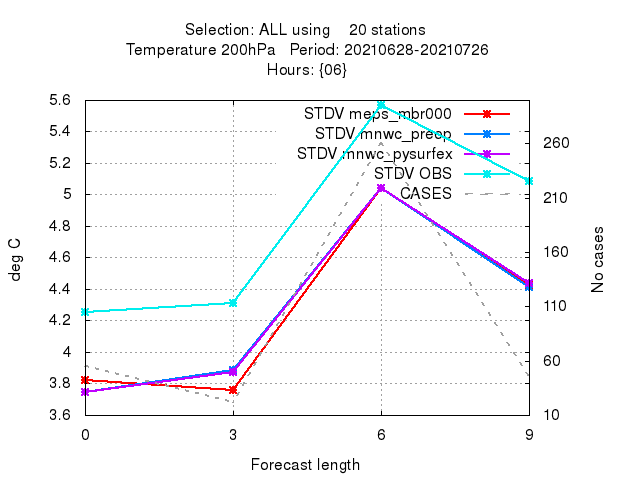 Selection: ALL using 20 stations
Temperature 200hPa Period: 20210628-20210726
Hours: {06}
STDV meps_mbr000
STDV mnwc_preop
STDV mnwc_pysurfex
STDV OBS
CASES
5.6
5.4
5.2
5
4.8
4.6
4.4
4.2
4
3.8
3.6
260
210
160
110
60
10
deg C
No cases
0 3 6 9
Forecast length